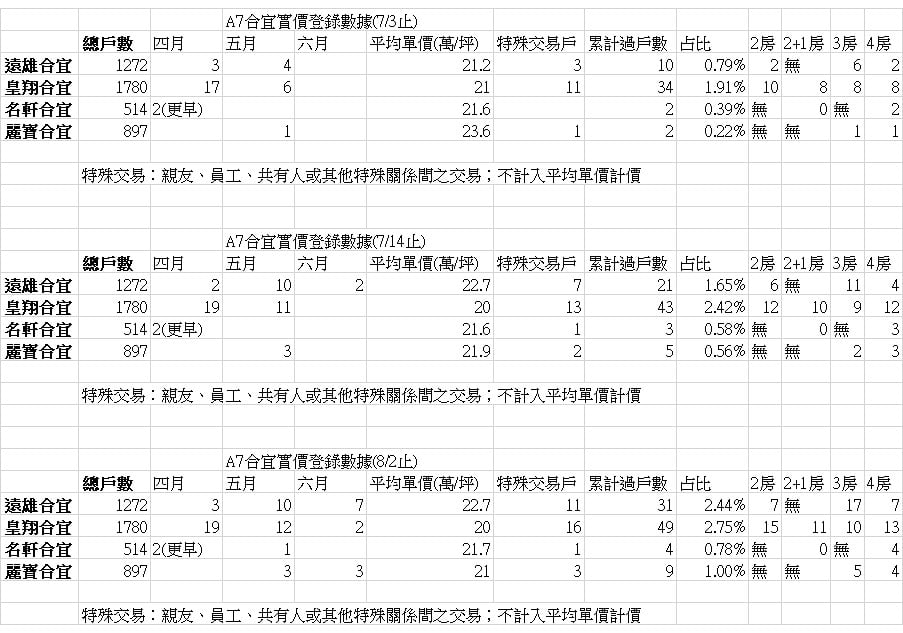 A7合宜實價登錄數據(7/3止)
總戶數 四月 五月 六月 平均單價(萬/坪) 特殊交易戶 累計過戶數 占比 2房 2+1房 3房 4房
遠雄合宜 1272 3 4 21.2 3 10 0.79% 2 無 6 2
皇翔合宜 1780 17 6 21 11 34 1.91% 10 8 8 8
名軒合宜 514 2(更早) 21.6 2 0.39% 無 0 無 2
麗寶合宜 897 1 23.6 1 2 0.22% 無 無 1 1
特殊交易：親友、員工、共有人或其他特殊關係間之交易；不計入平均單價計價
A7合宜實價登錄數據(7/14止)
總戶數 四月 五月 六月 平均單價(萬/坪) 特殊交易戶 累計過戶數 占比 2房 2+1房 3房 4房
遠雄合宜 1272 2 10 2 22.7 7 21 1.65% 6 無 11 4
皇翔合宜 1780 19 11 20 13 43 2.42% 12 10 9 12
名軒合宜 514 2(更早) 21.6 1 3 0.58% 無 0 無 3
麗寶合宜 897 3 21.9 2 5 0.56% 無 無 2 3
特殊交易：親友、員工、共有人或其他特殊關係間之交易；不計入平均單價計價
A7合宜實價登錄數據(8/2止)
總戶數 四月 五月 六月 平均單價(萬/坪) 特殊交易戶 累計過戶數 占比 2房 2+1房 3房 4房
遠雄合宜 1272 3 10 7 22.7 11 31 2.44% 7 無 17 7
皇翔合宜 1780 19 12 2 20 16 49 2.75% 15 11 10 13
名軒合宜 514 2(更早) 1 21.7 1 4 0.78% 無 0 無 4
麗寶合宜 897 3 3 21 3 9 1.00% 無 無 5 4
特殊交易：親友、員工、共有人或其他特殊關係間之交易；不計入平均單價計價